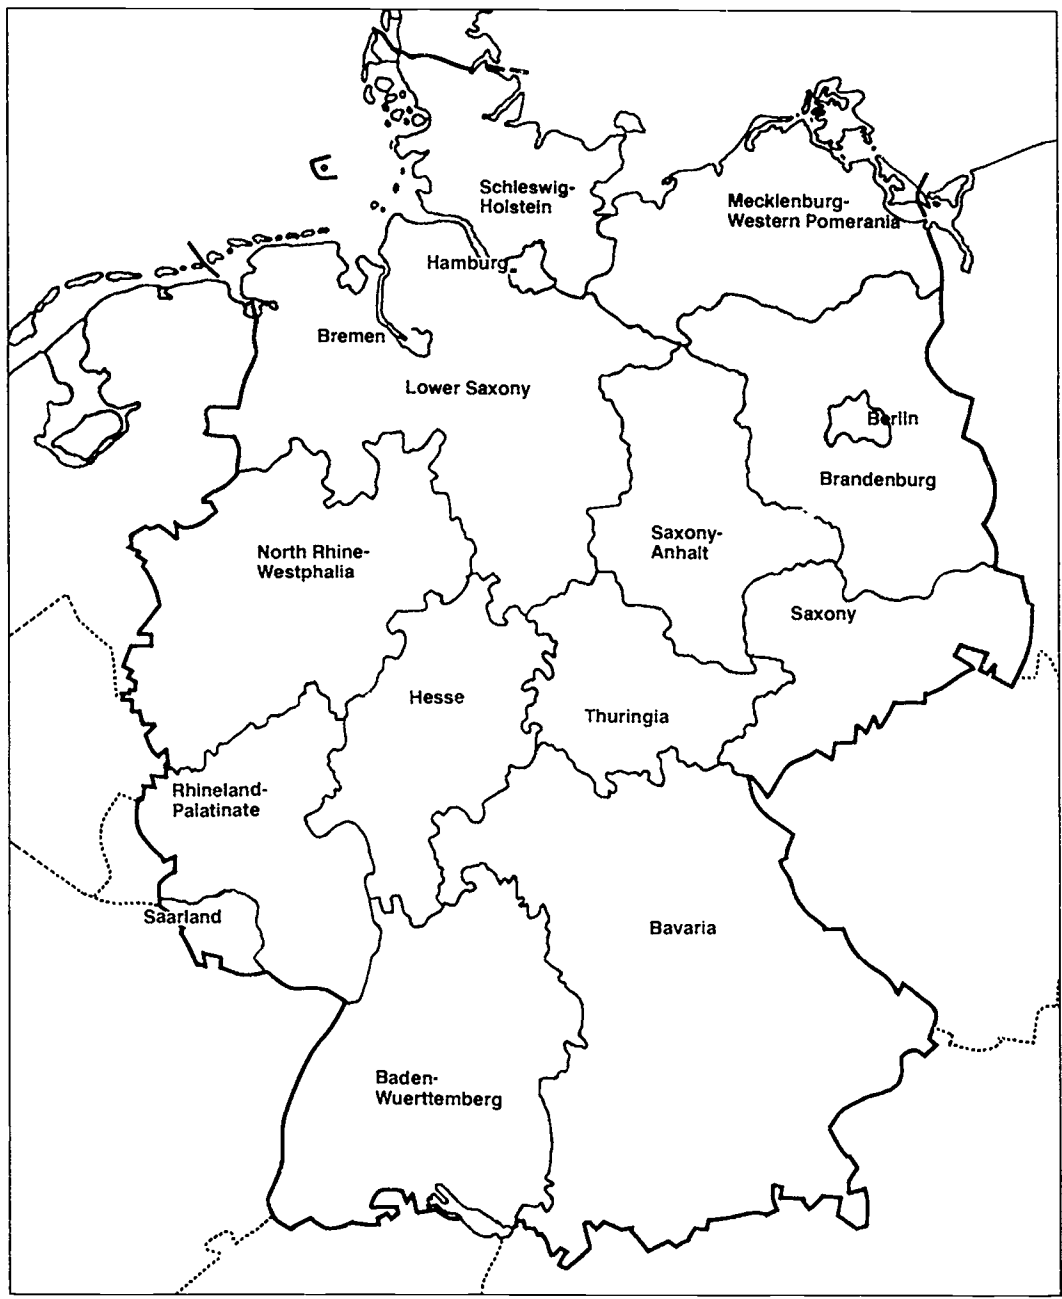 Schleswig-
Holstein
Mecklenburg-
Western Pomerania
Hamburg
Bremen
Lower Saxony
Berlin
Brandenburg
North Rhine-
Westphalia
Saxony-
Anhalt
Saxony
Hesse
Thuringia
Rhineland-
Palatinate
Saarland
Bavaria
Baden-
Wuerttemberg